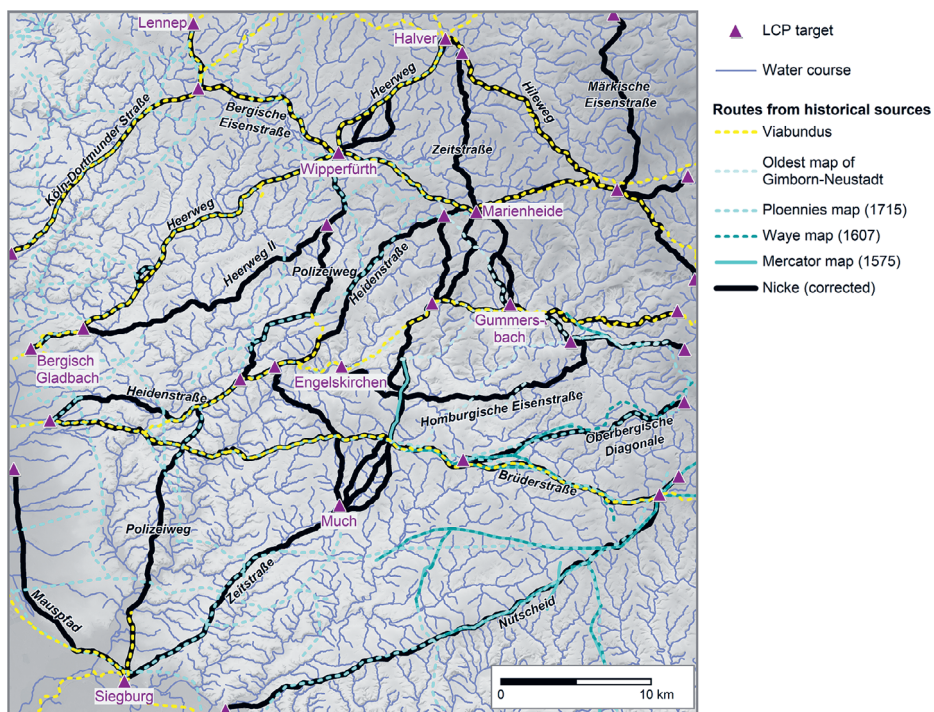 Lennep
Halver
Heerweg
Hileweg
Märkische
Eisenstraße
Köln-Dortmunder Straße
Bergische
Eisenstraße
Zeitstraße
Wipperfürth
Heerweg
Marienheide
Heerweg II
Polizeiweg
Heidenstraße
Gummers-
bach
Bergisch
Gladbach
Engelskirchen
Heidenstraße
Homburgische Eisenstraße
Oberbergische
Diagonale
Brüderstraße
Much
Polizeiweg
Zeitstraße
Mauspfad
Nutscheid
Siegburg
0 10 km
LCP target
Water course
Routes from historical sources
Viabundus
Oldest map of
Gimborn-Neustadt
Ploennies map (1715)
Waye map (1607)
Mercator map (1575)
Nicke (corrected)